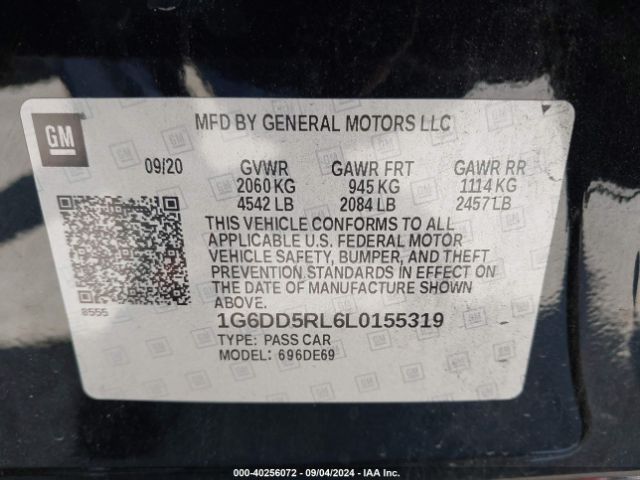 GM
MFD BY GENERAL MOTORS LLC
09/20 GVWR GAWR FRT GAWR RR
2060 KG 945 KG 1114 KG
4542 LB 2084 LB 2457 LB
THIS VEHICLE CONFORMS TO ALL
APPLICABLE U.S. FEDERAL MOTOR
VEHICLE SAFETY, BUMPER, AND THEFT
PREVENTION STANDARDS IN EFFECT ON
THE DATE OF MANUFACTURE SHOWN
ABOVE.
8555
1G6DD5RL6L0155319
TYPE: PASS CAR
MODEL: 696DE69
000-40256072 - 09/04/2024 - IAA Inc.